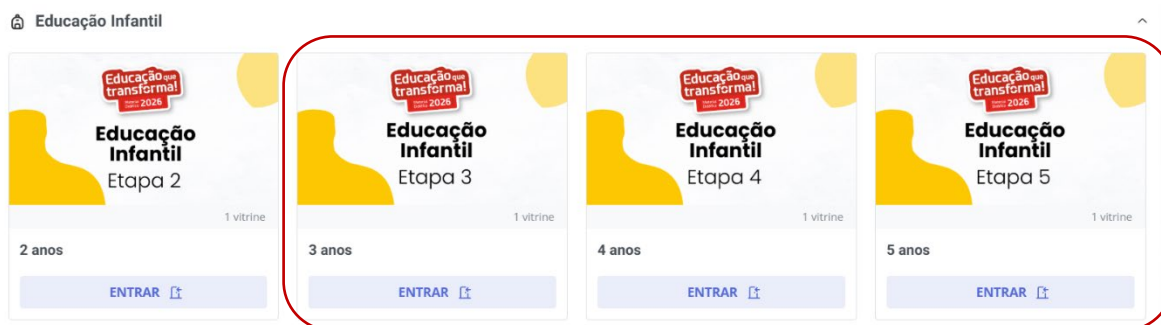 Educação Infantil
Educação que
transforma!
2026
Educação
Infantil
Etapa 2
1 vitrine
2 anos
ENTRAR
Educação que
transforma!
2026
Educação
Infantil
Etapa 3
1 vitrine
3 anos
ENTRAR
Educação que
transforma!
2026
Educação
Infantil
Etapa 4
1 vitrine
4 anos
ENTRAR
Educação que
transforma!
2026
Educação
Infantil
Etapa 5
1 vitrine
5 anos
ENTRAR